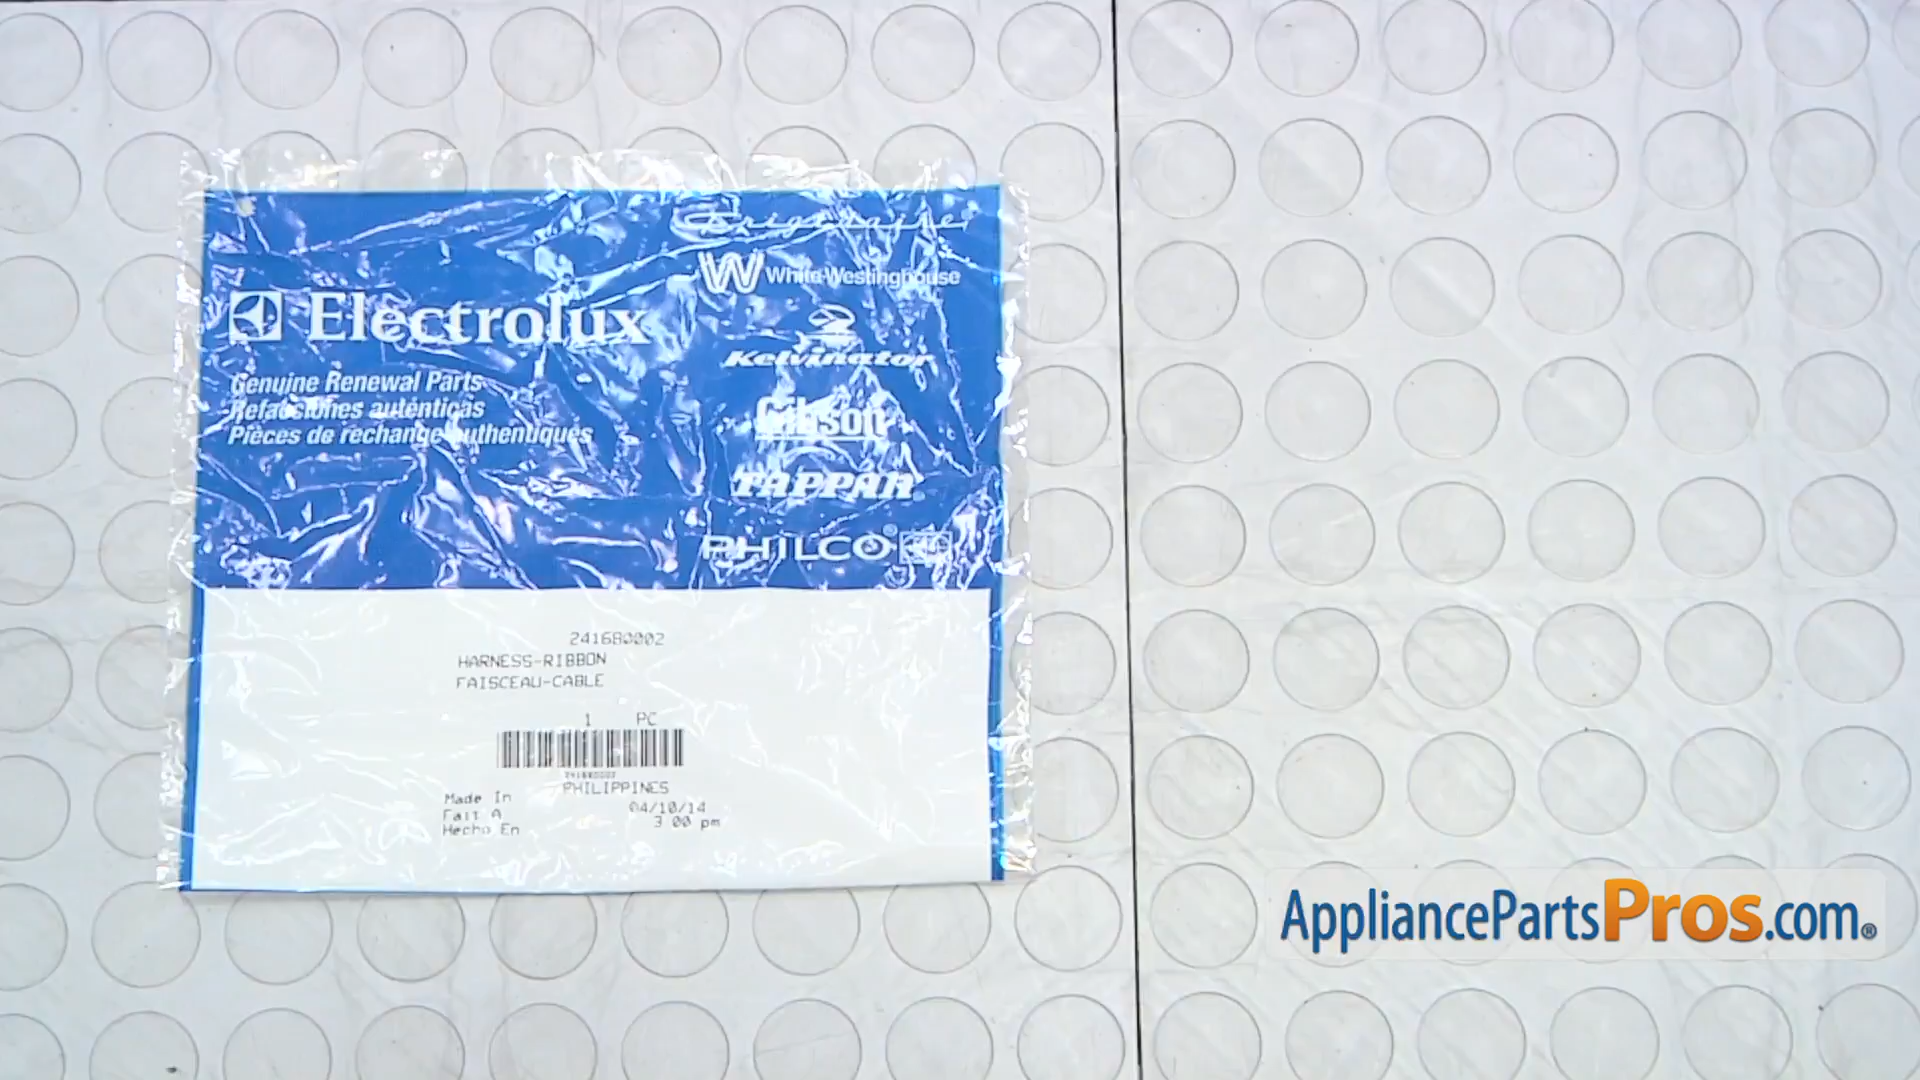 Frigidaire
White-Westinghouse
Electrolux
Kelvinator
Genuine Renewal Parts
Refacciones auténticas
Pièces de rechange authentiques
Gibson
TAPPAN
PHILCO®
241680002
HARNESS-RIBBON
FAISCEAU-CABLE
1 PC
241680002
PHILIPPINES
Made In
Fait A 04/10/14
Hecho En 3 00 pm
AppliancePartsPros.com®